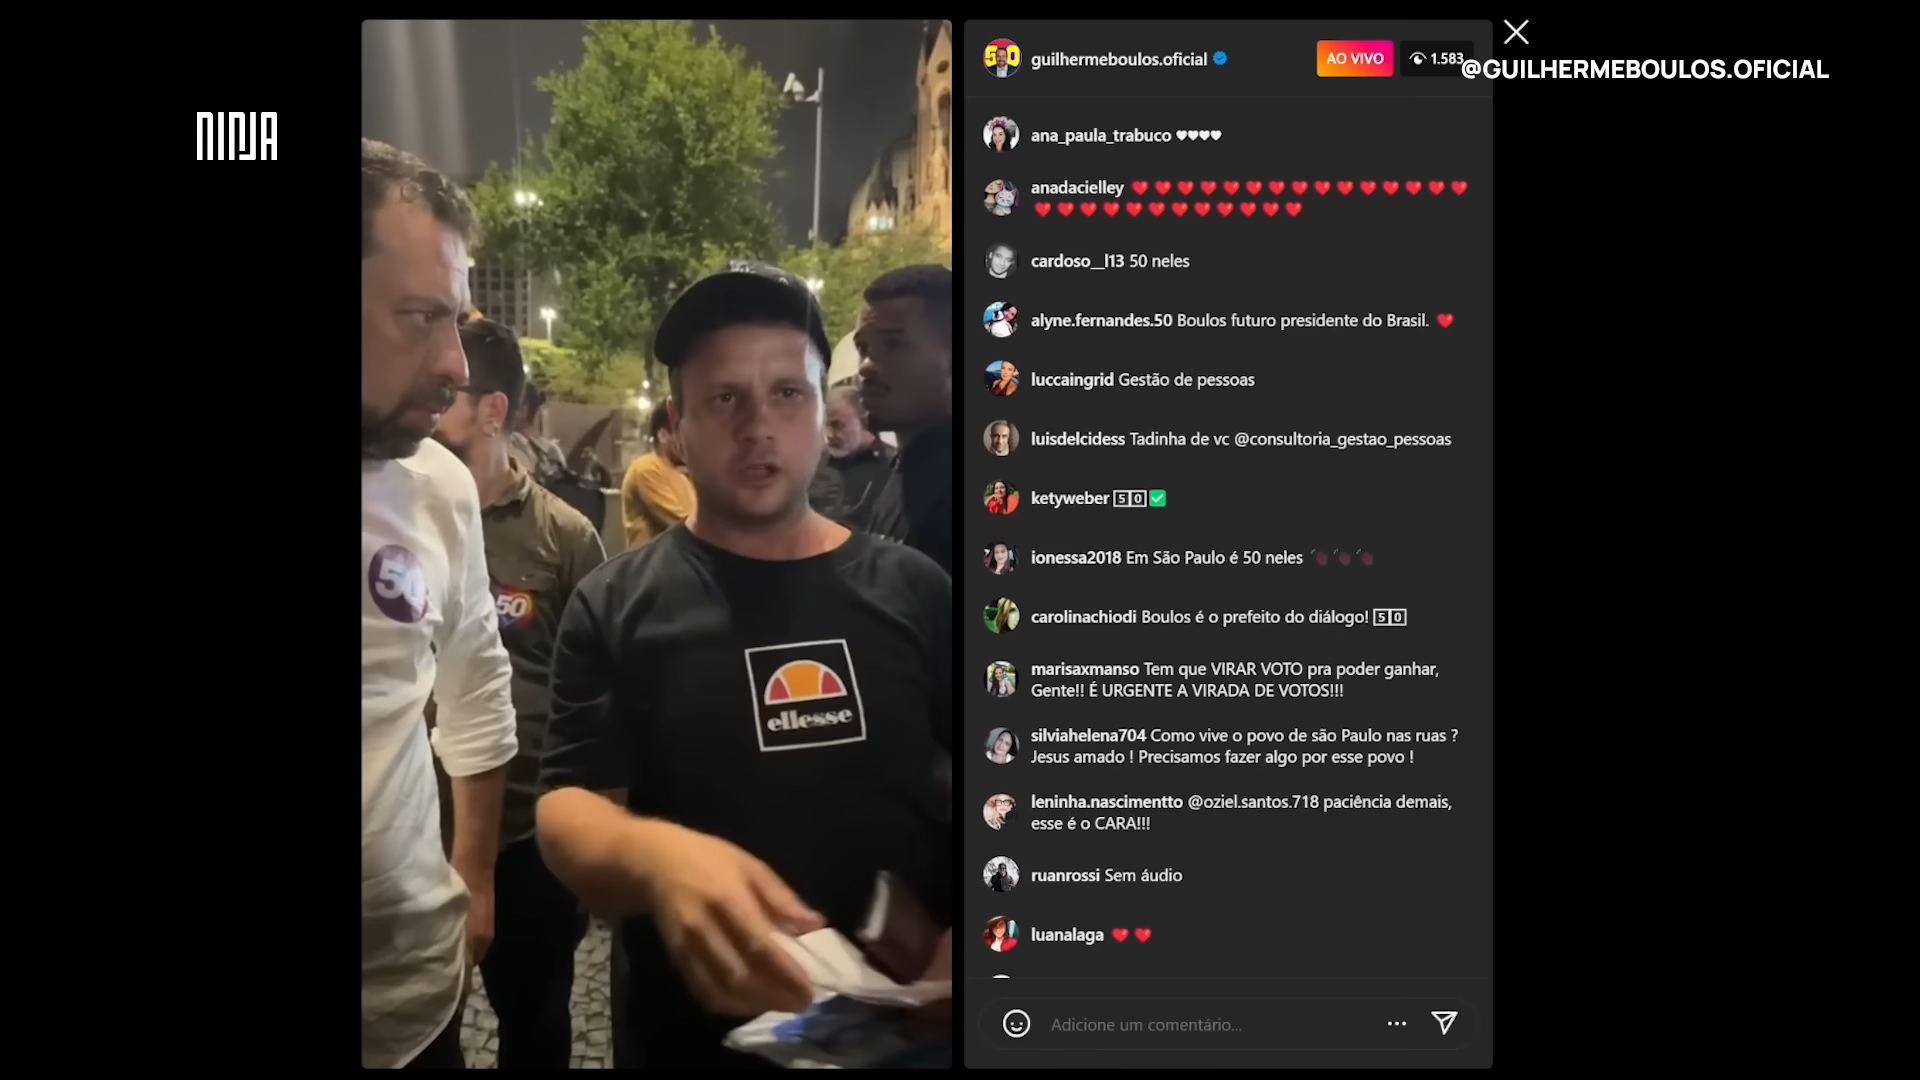 NINJA
guilhermeboulos.oficial
AO VIVO
1.583
@GUILHERMEBOULOS.OFICIAL
ana_paula_trabuco ♥♥♥♥
anadacielley ❤️❤️❤️❤️❤️❤️❤️❤️❤️❤️❤️❤️❤️❤️❤️
❤️❤️❤️❤️❤️❤️❤️❤️❤️❤️❤️❤️
cardoso__l13 50 neles
alyne.fernandes.50 Boulos futuro presidente do Brasil. ❤️
luccaingrid Gestão de pessoas
luisdelcidess Tadinha de vc @consultoria_gestao_pessoas
ketyweber 5️⃣0️⃣✅
ionessa2018 Em São Paulo é 50 neles 👏🏿👏🏿👏🏿
carolinachiodi Boulos é o prefeito do diálogo! 5️⃣0️⃣
marisaxmanso Tem que VIRAR VOTO pra poder ganhar,
Gente!! É URGENTE A VIRADA DE VOTOS!!!
silviahelena704 Como vive o povo de são Paulo nas ruas ?
Jesus amado ! Precisamos fazer algo por esse povo !
leninha.nascimentto @oziel.santos.718 paciência demais,
esse é o CARA!!!
ruanrossi Sem áudio
luanalaga ❤️❤️
Adicione um comentário...
50
50
ellesse